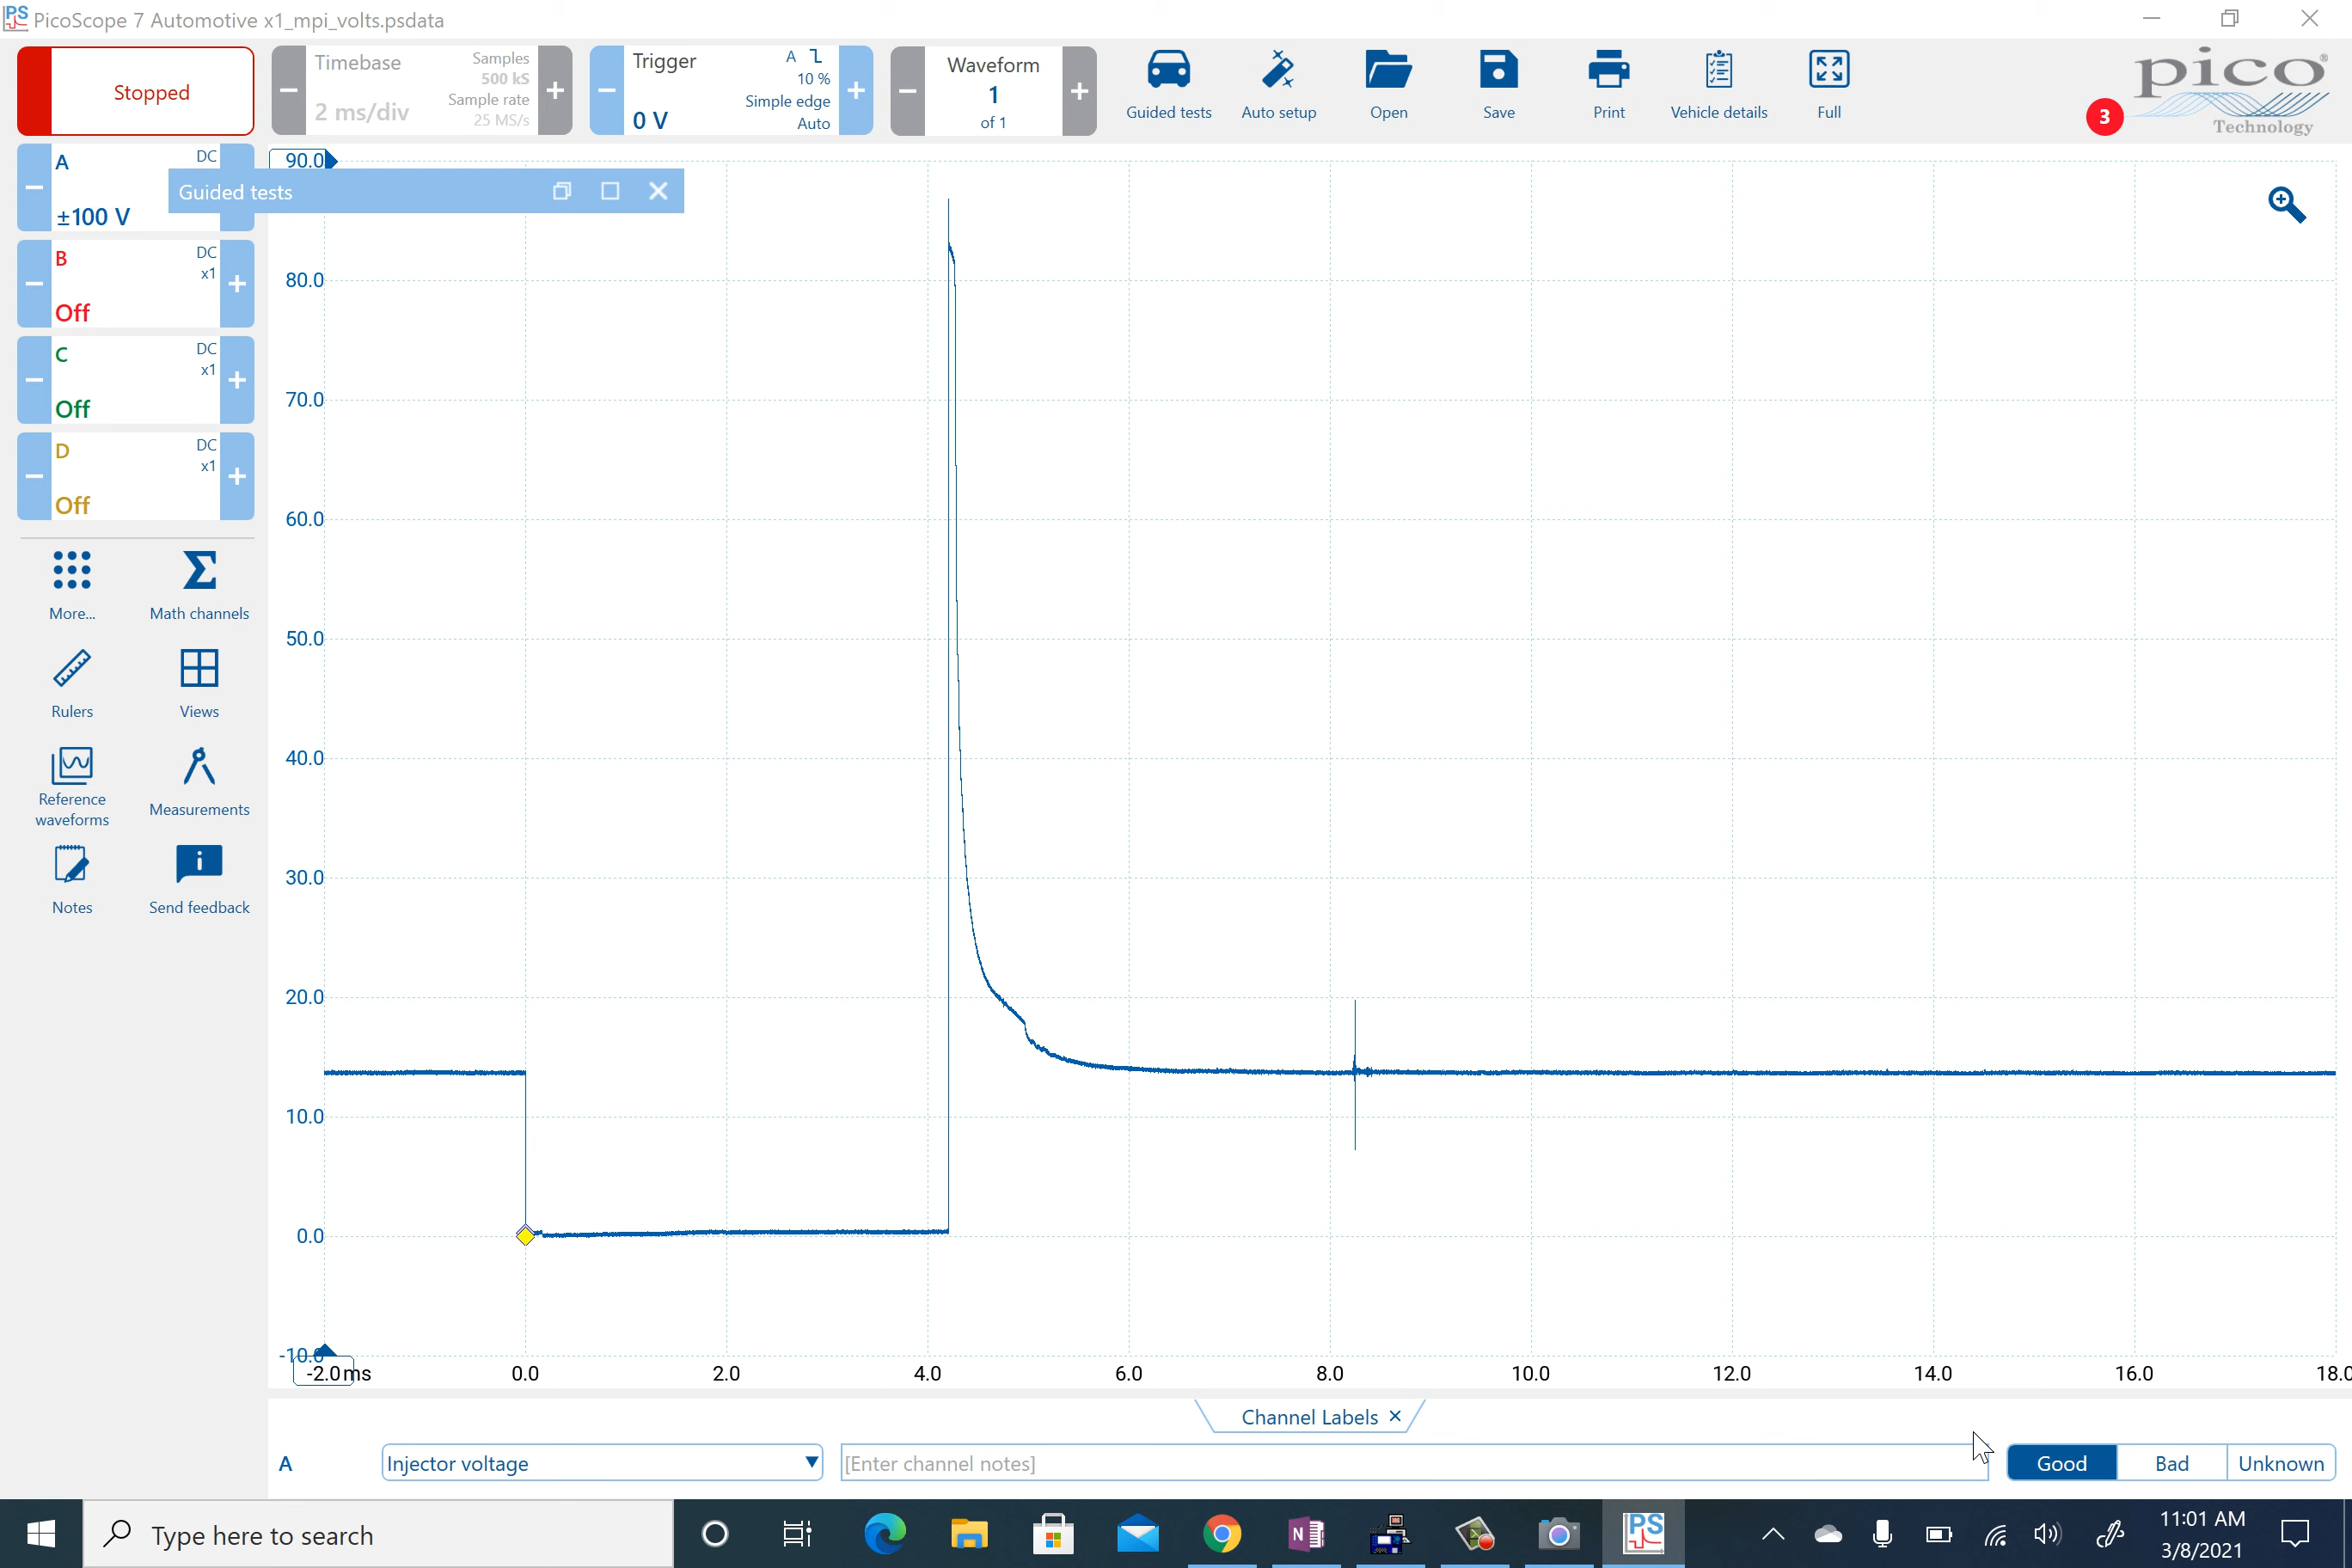 PicoScope 7 Automotive x1_mpi_volts.psdata
Stopped
Timebase
2 ms/div
Samples
500 kS
Sample rate
25 MS/s
Trigger
0 V
A
10 %
Simple edge
Auto
Waveform
1
of 1
Guided tests
Auto setup
Open
Save
Print
Vehicle details
Full
3
pico®
Technology
A
DC
±100 V
Guided tests
B
DC
x1
Off
C
DC
x1
Off
D
DC
x1
Off
More...
Math channels
Rulers
Views
Reference
waveforms
Measurements
Notes
Send feedback
90.0
80.0
70.0
60.0
50.0
40.0
30.0
20.0
10.0
0.0
-10.0
-2.0 ms
0.0
2.0
4.0
6.0
8.0
10.0
12.0
14.0
16.0
18.0
Channel Labels ×
A
Injector voltage
[Enter channel notes]
Good
Bad
Unknown
Type here to search
11:01 AM
3/8/2021